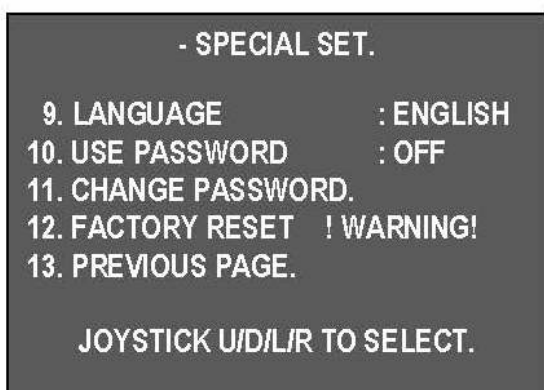 - SPECIAL SET.
9. LANGUAGE : ENGLISH
10. USE PASSWORD : OFF
11. CHANGE PASSWORD.
12. FACTORY RESET ! WARNING!
13. PREVIOUS PAGE.
JOYSTICK U/D/L/R TO SELECT.